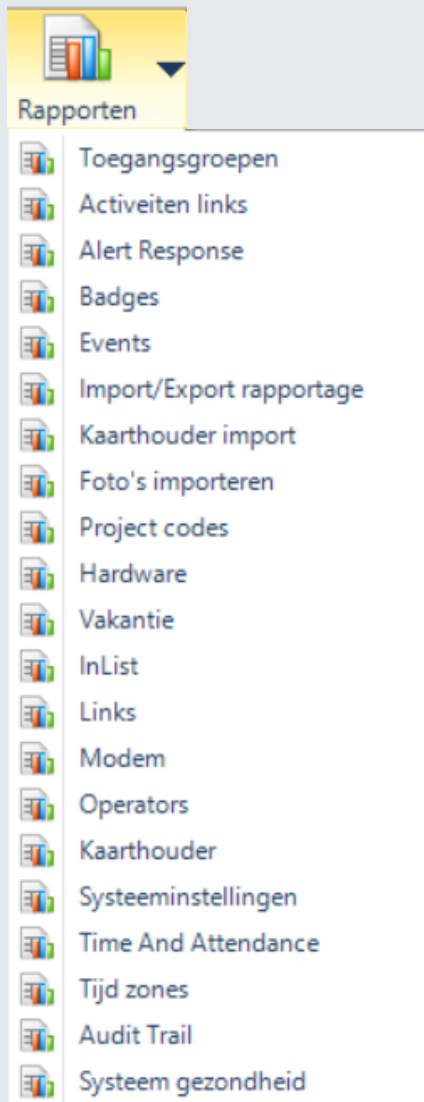 Rapporten
Toegangsgroepen
Activeiten links
Alert Response
Badges
Events
Import/Export rapportage
Kaarthouder import
Foto's importeren
Project codes
Hardware
Vakantie
InList
Links
Modem
Operators
Kaarthouder
Systeeminstellingen
Time And Attendance
Tijd zones
Audit Trail
Systeem gezondheid